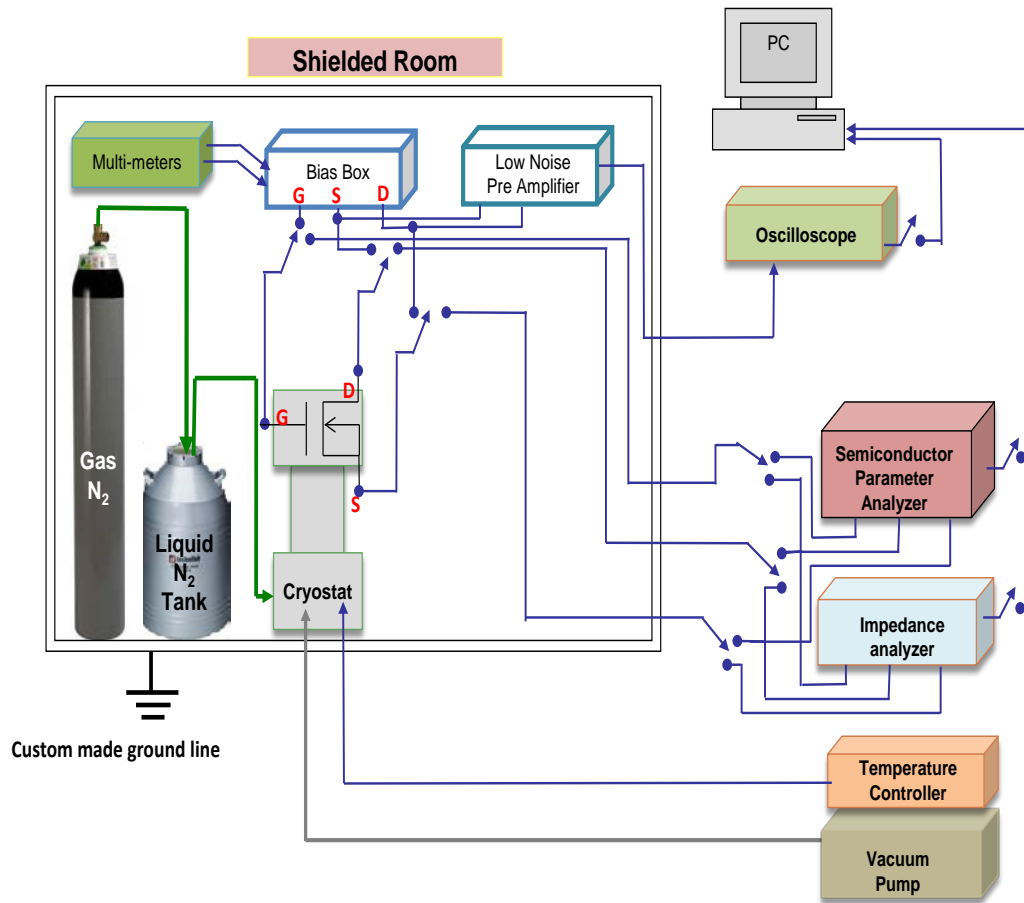 PC
Shielded Room
Multi-meters
Bias Box
G S D
Low Noise
Pre Amplifier
Oscilloscope
D
G
S
Gas
N2
Liquid
N2
Tank
Cryostat
Semiconductor
Parameter
Analyzer
Impedance
analyzer
Custom made ground line
Temperature
Controller
Vacuum
Pump